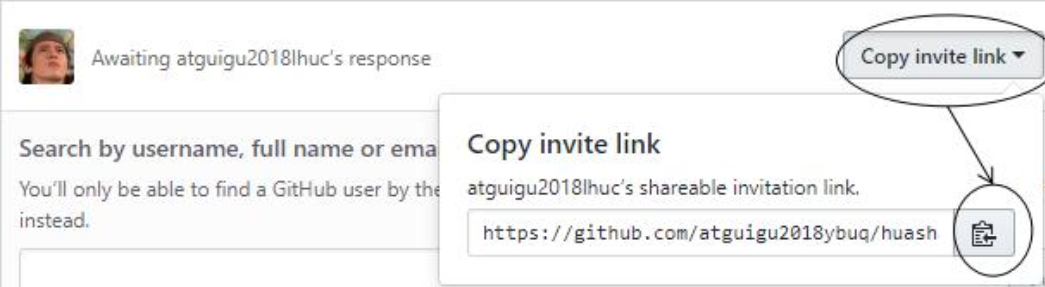 Awaiting atguigu2018lhuc's response
Copy invite link
Search by username, full name or ema
You'll only be able to find a GitHub user by the
instead.
Copy invite link
atguigu2018lhuc's shareable invitation link.
https://github.com/atguigu2018ybuq/huash